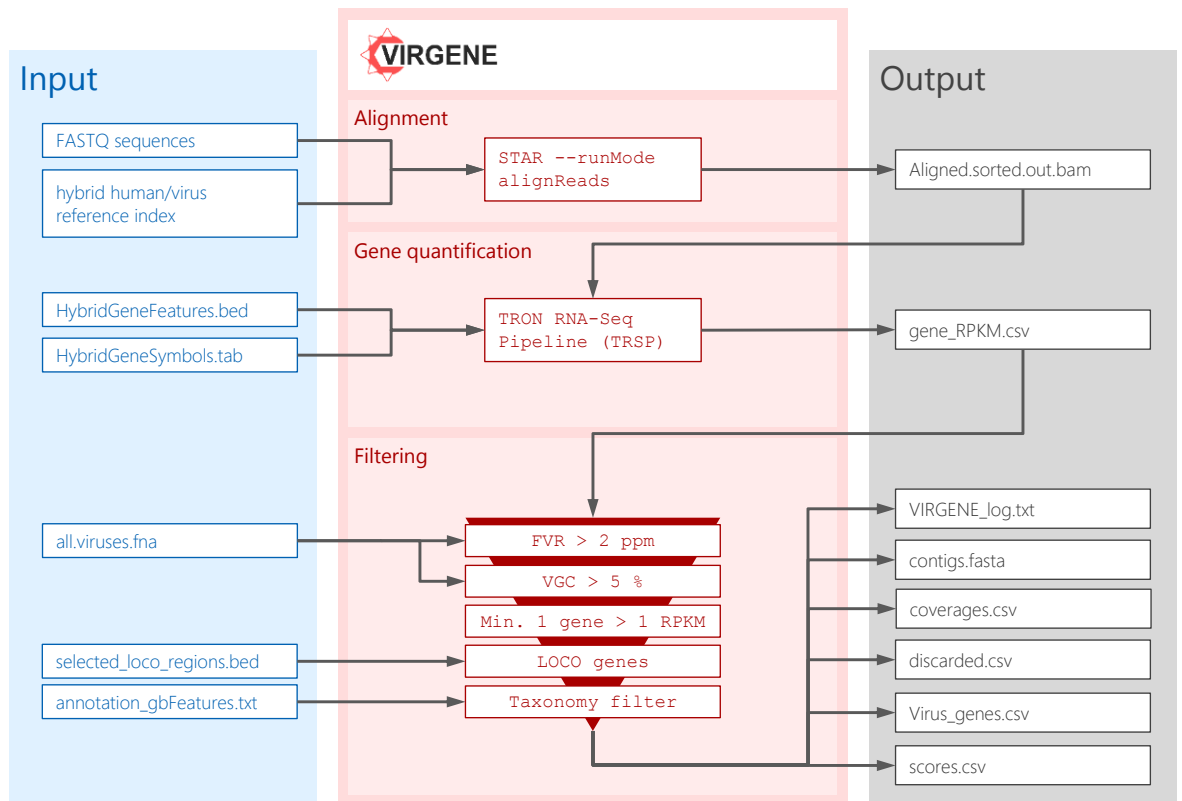 VIRGENE
Input
Output
Alignment
FASTQ sequences
hybrid human/virus
reference index
STAR --runMode
alignReads
Aligned.sorted.out.bam
Gene quantification
HybridGeneFeatures.bed
HybridGeneSymbols.tab
TRON RNA-Seq
Pipeline (TRSP)
gene_RPKM.csv
Filtering
all.viruses.fna
selected_loco_regions.bed
annotation_gbFeatures.txt
FVR > 2 ppm
VGC > 5 %
Min. 1 gene > 1 RPKM
LOCO genes
Taxonomy filter
VIRGENE_log.txt
contigs.fasta
coverages.csv
discarded.csv
Virus_genes.csv
scores.csv